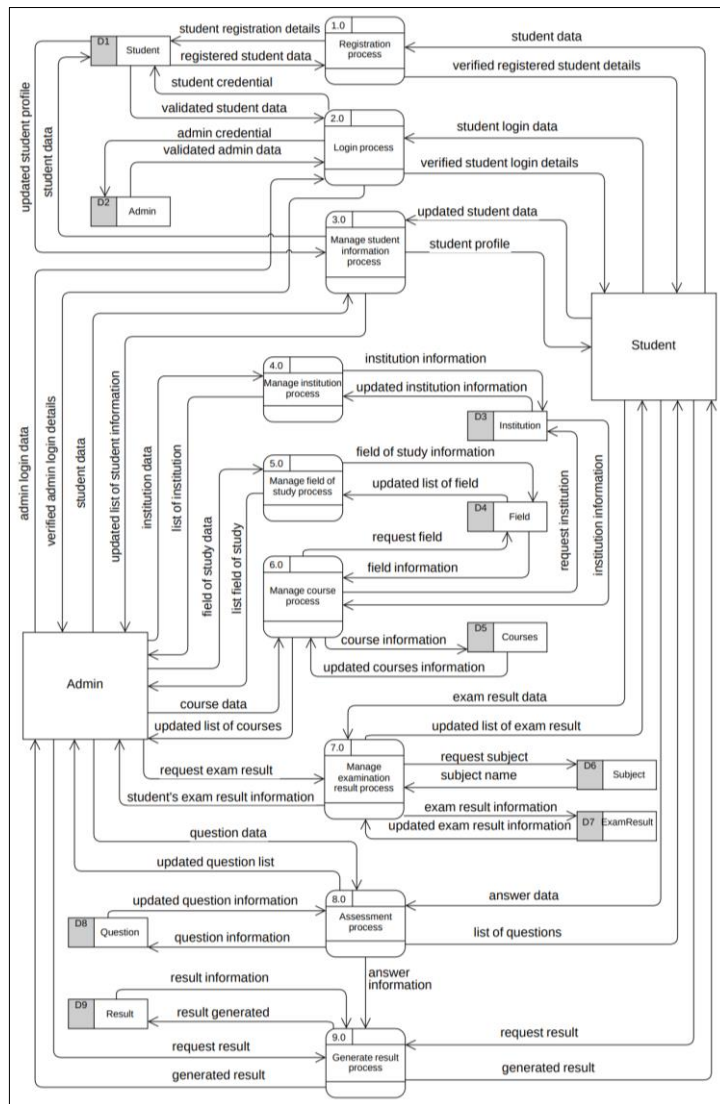 student registration details
1.0
student data
D1
Student
Registration
process
registered student data
verified registered student details
student credential
validated student data
2.0
student login data
admin credential
validated admin data
Login process
verified student login details
updated student profile
student data
D2
Admin
3.0
updated student data
Manage student
information
process
student profile
Student
4.0
institution information
Manage institution
process
updated institution information
D3
Institution
admin login data
verified admin login details
student data
updated list of student information
institution data
list of institution
5.0
field of study information
Manage field of
study process
updated list of field
D4
Field
field of study data
list field of study
request field
request institution
institution information
6.0
field information
Manage course
process
course information
D5
Courses
updated courses information
Admin
course data
updated list of courses
exam result data
updated list of exam result
7.0
request exam result
Manage
examination
result process
request subject
subject name
D6
Subject
student's exam result information
exam result information
updated exam result information
D7
ExamResult
question data
updated question list
8.0
answer data
updated question information
Assessment
process
D8
Question
question information
list of questions
answer
information
result information
D9
Result
result generated
9.0
request result
request result
Generate result
process
generated result
generated result